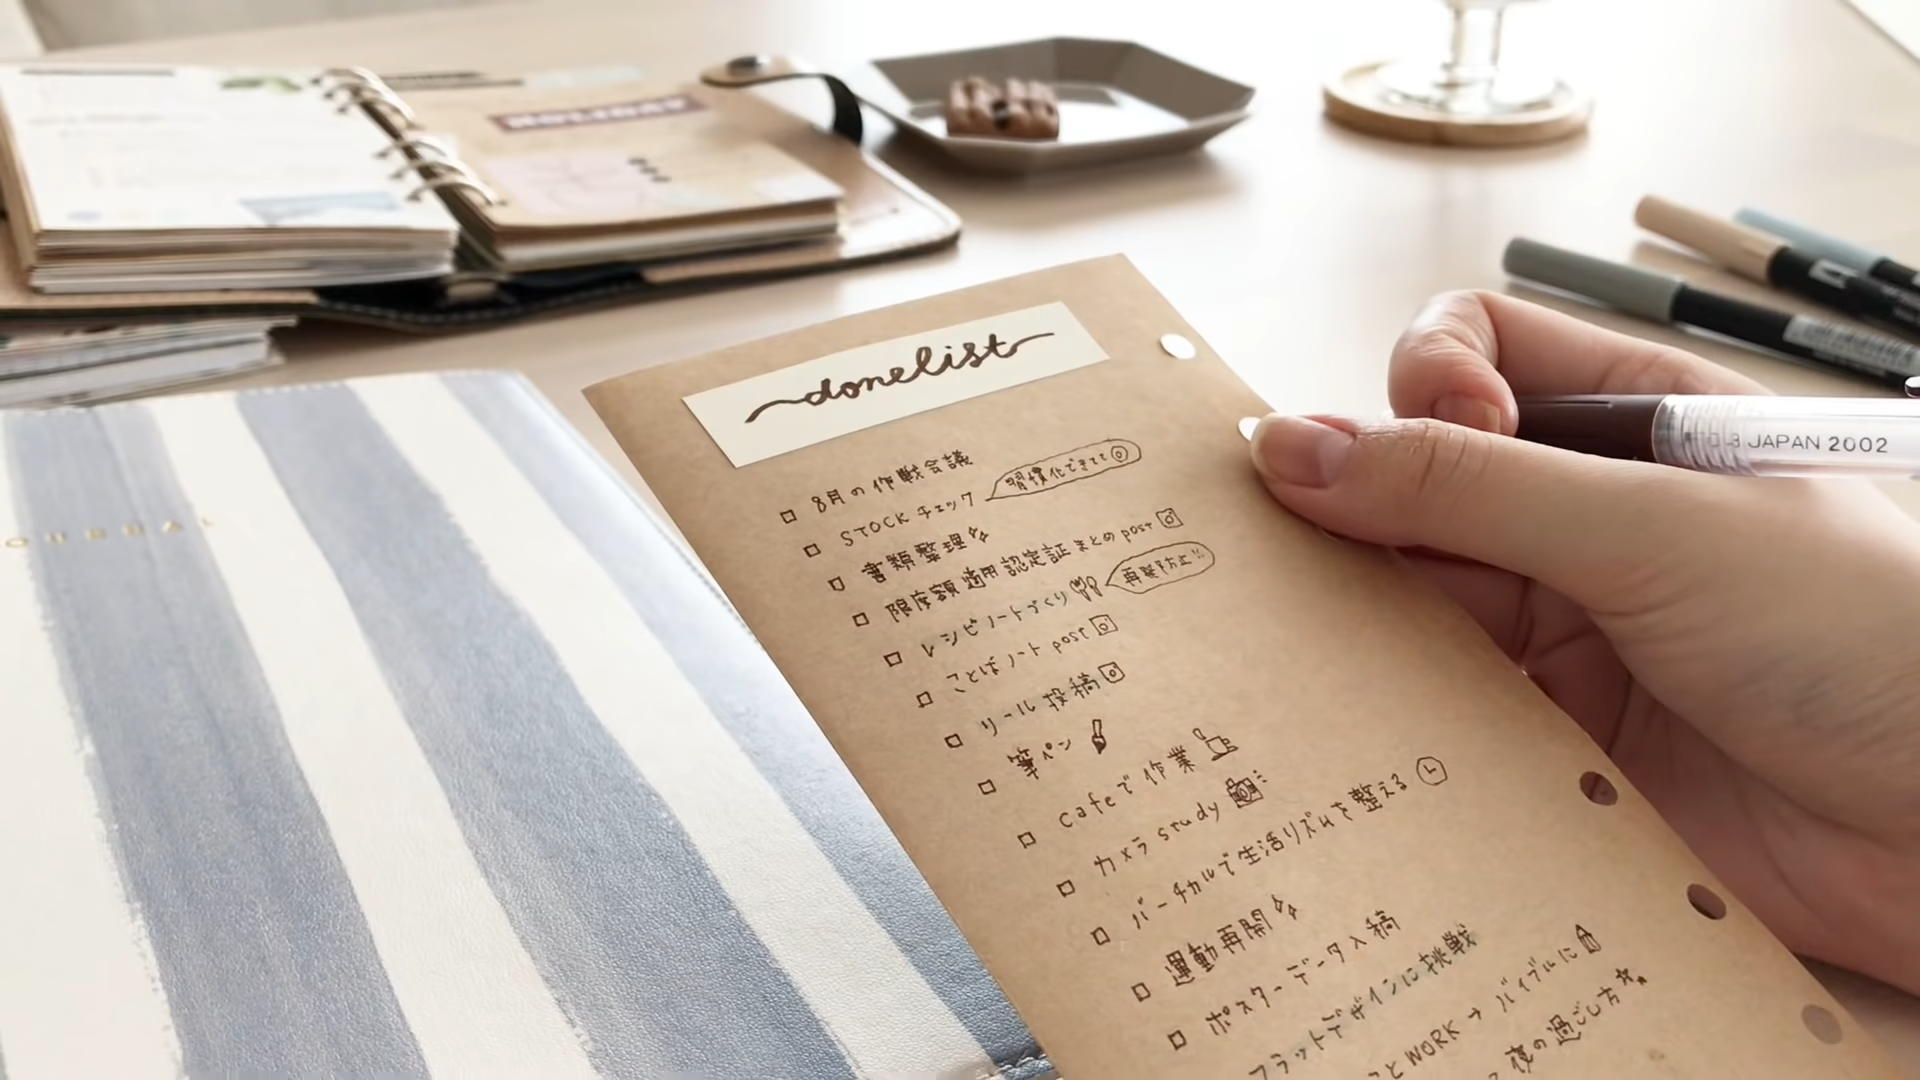 HOLIDAY
donelist
8月の作戦会議
STOCK チェック 習慣化できてて
書類整理
限度額適用認定証まとめ post
レシピノートづくり 再発防止!!
ことばノート post
リール投稿
筆ペン
cafeで作業
カメラ study
バーチカルで生活リズムを整える
運動再開
ポスターデータ入稿
フラットデザインに挑戦
こと WORK → バイブルに
夜の過ごし方
JAPAN 2002